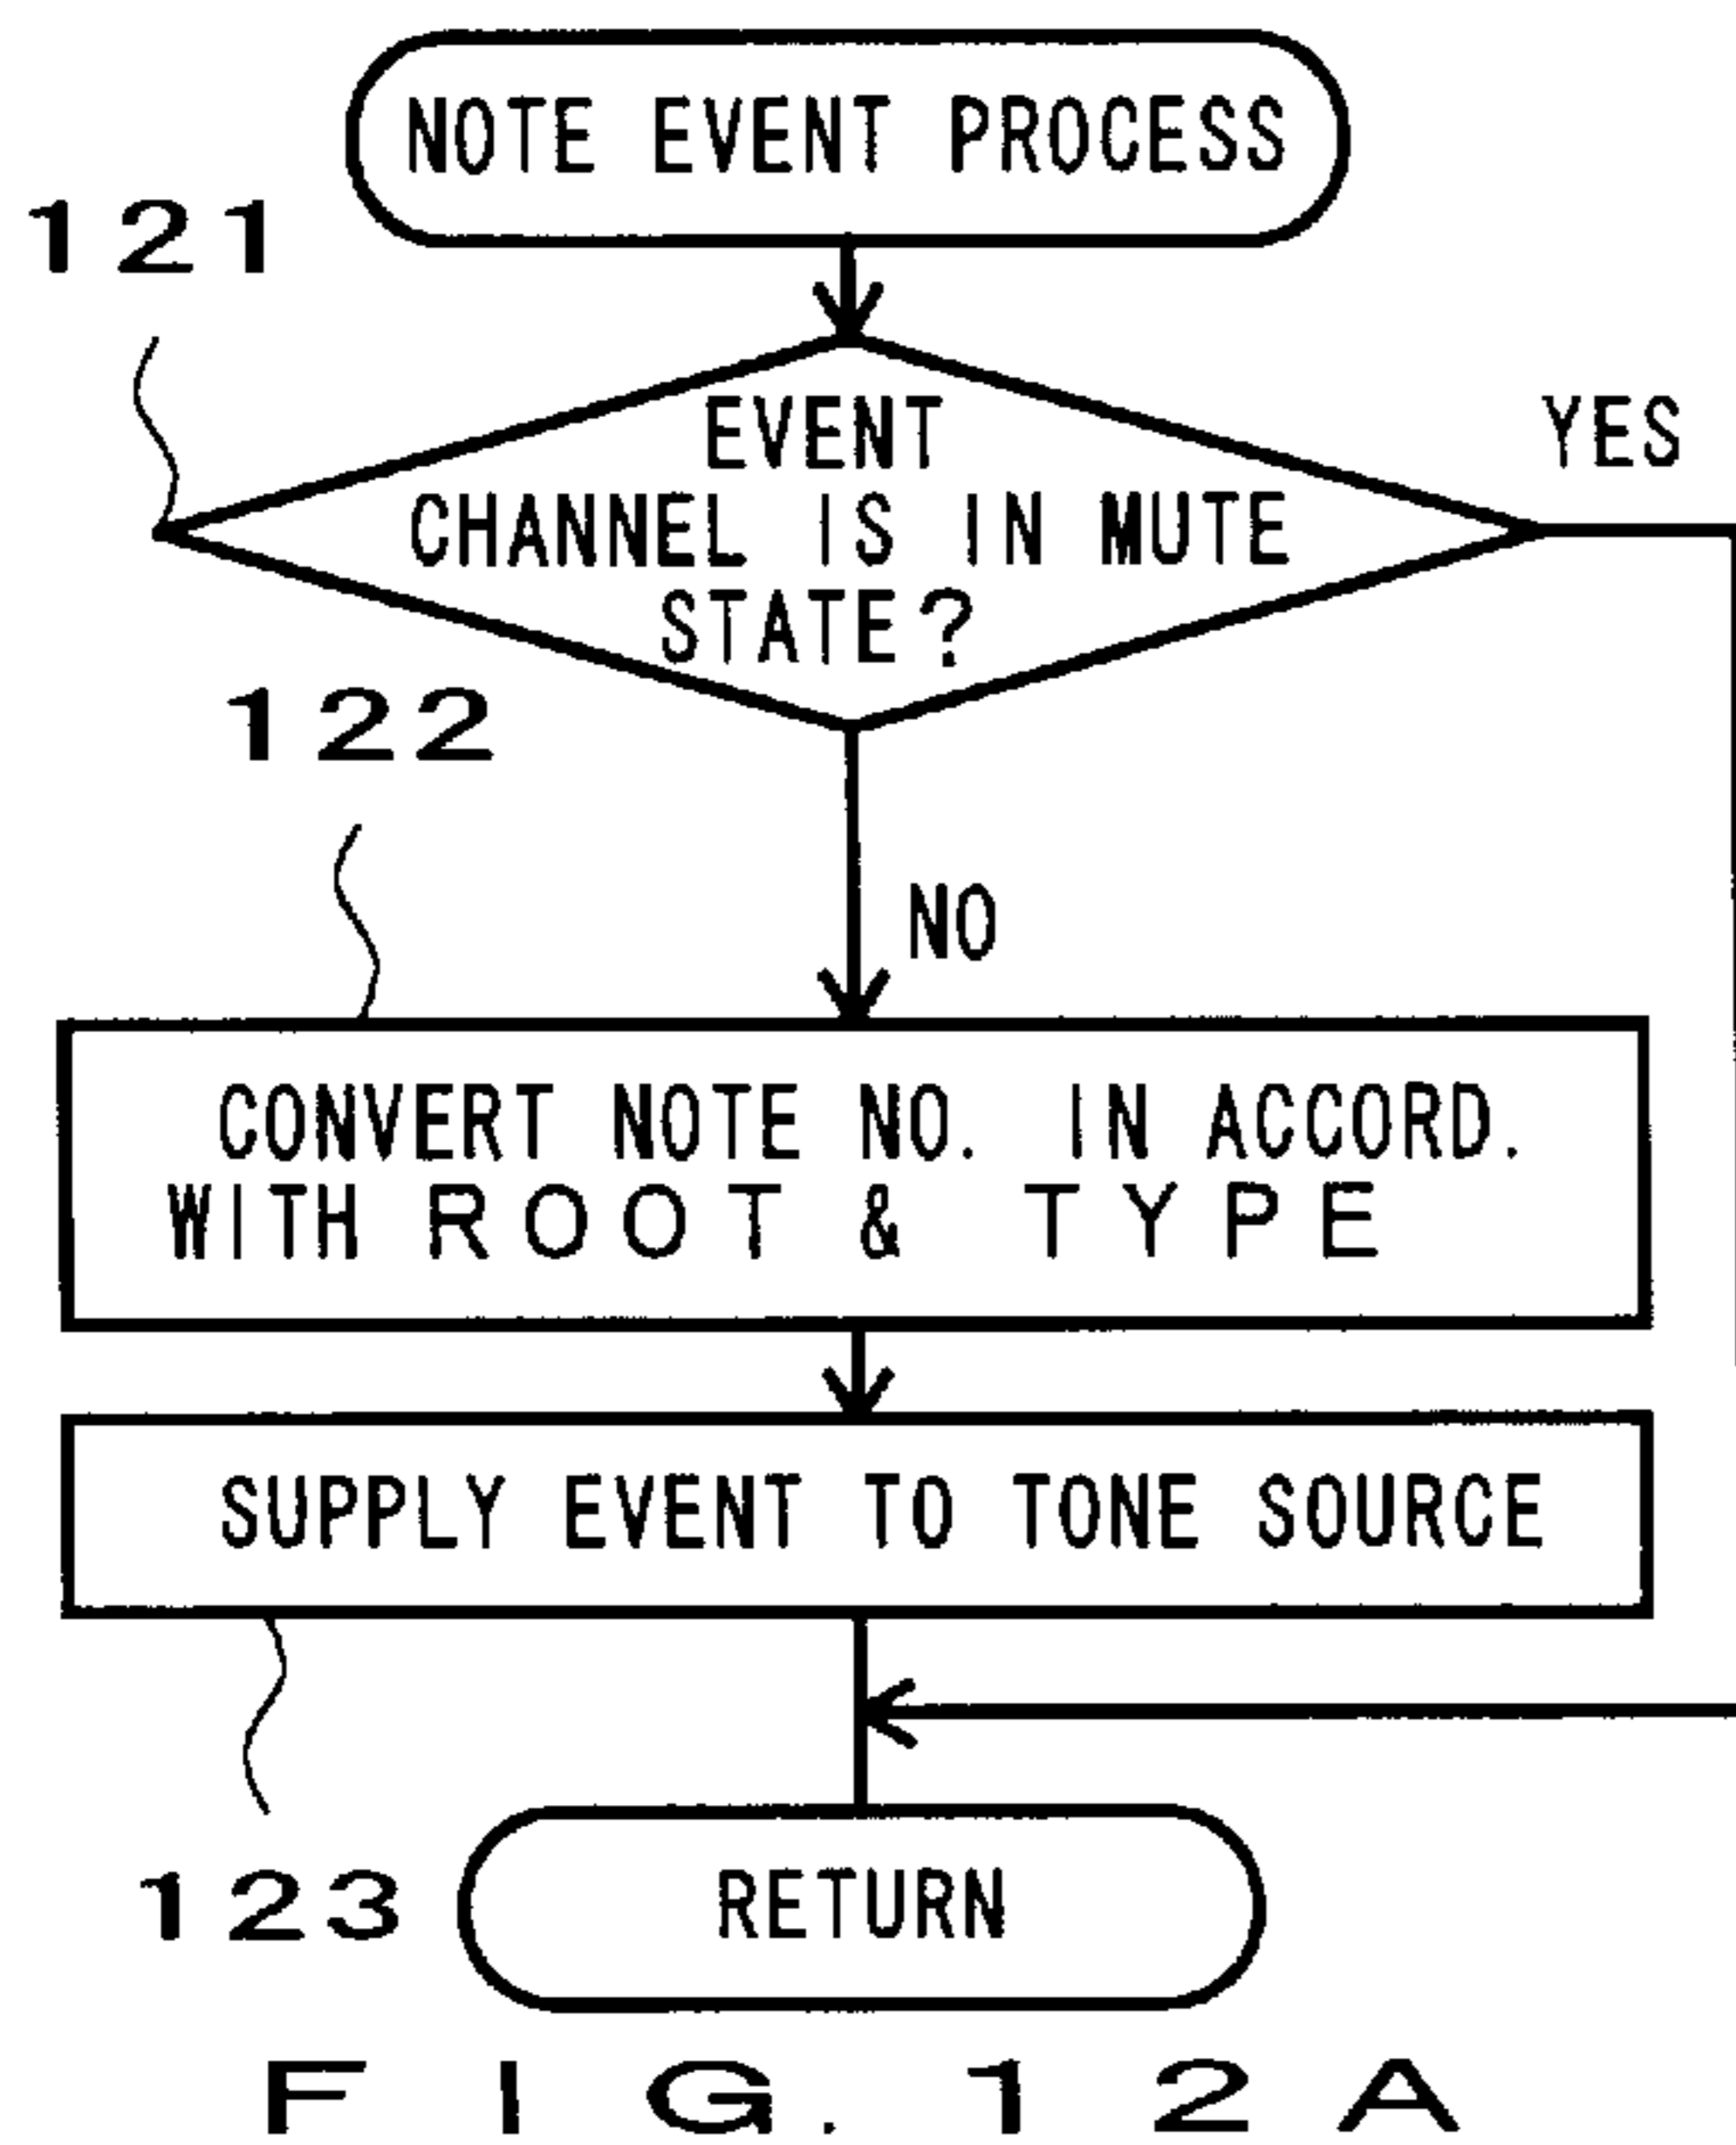 NOTE EVENT PROCESS
121
EVENT
CHANNEL IS IN MUTE
STATE?
YES
122
NO
CONVERT NOTE NO. IN ACCORD.
WITH ROOT & TYPE
SUPPLY EVENT TO TONE SOURCE
123
RETURN
FIG. 12A